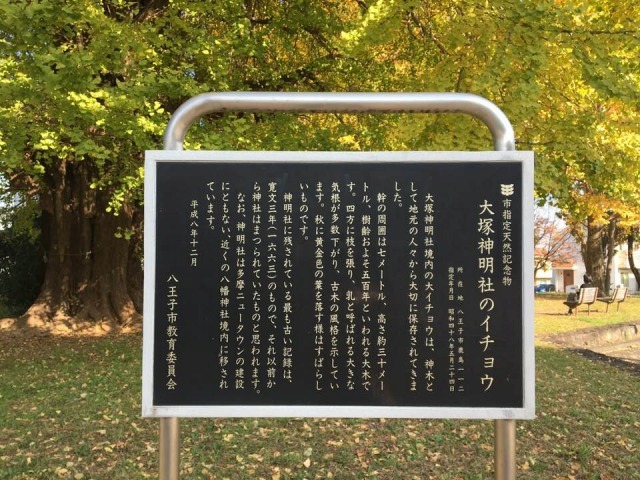 市指定天然記念物
大塚神明社のイチョウ
所在地 八王子市鹿島一一二
指定年月日 昭和四十八年五月二十四日
大塚神明社境内の大イチョウは、神木と
して地元の人々から大切に保存されてきま
した。
幹の周囲は七メートル、高さ約三十メー
トル、樹齢およそ五百年といわれる大木で
す。四方に枝を張り、乳と呼ばれる大きな
気根が多数下がり、古木の風格を示してい
ます。秋に黄金色の葉を落す様はすばらし
いものです。
神明社に残されている最も古い記録は、
寛文三年(一六六三)のもので、それ以前か
ら神社はまつられていたものと思われます。
なお、神明社は多摩ニュータウンの建設
にともない、近くの八幡神社境内に移され
ています。
平成八年十二月
八王子市教育委員会